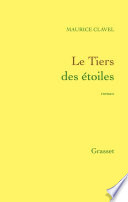 MAURICE CLAVEL
Le Tiers
des étoiles
roman
Grasset